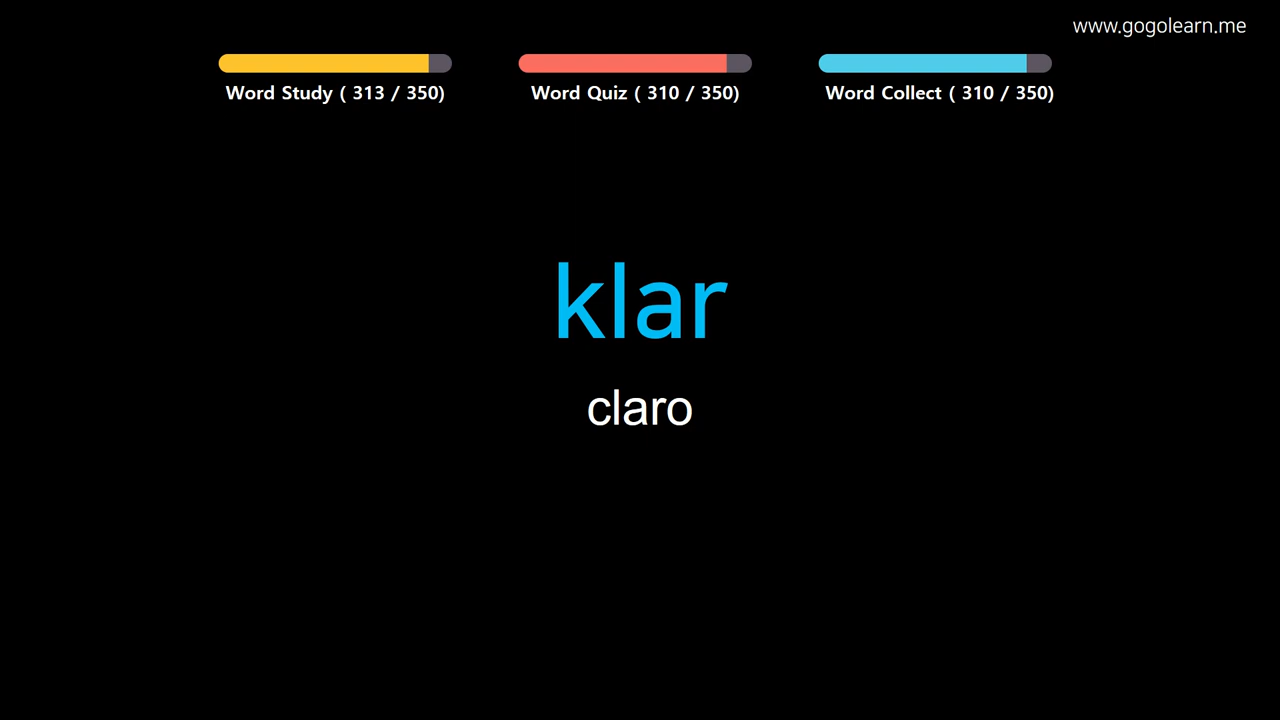 www.gogolearn.me
Word Study ( 313 / 350)
Word Quiz ( 310 / 350)
Word Collect ( 310 / 350)
klar
claro